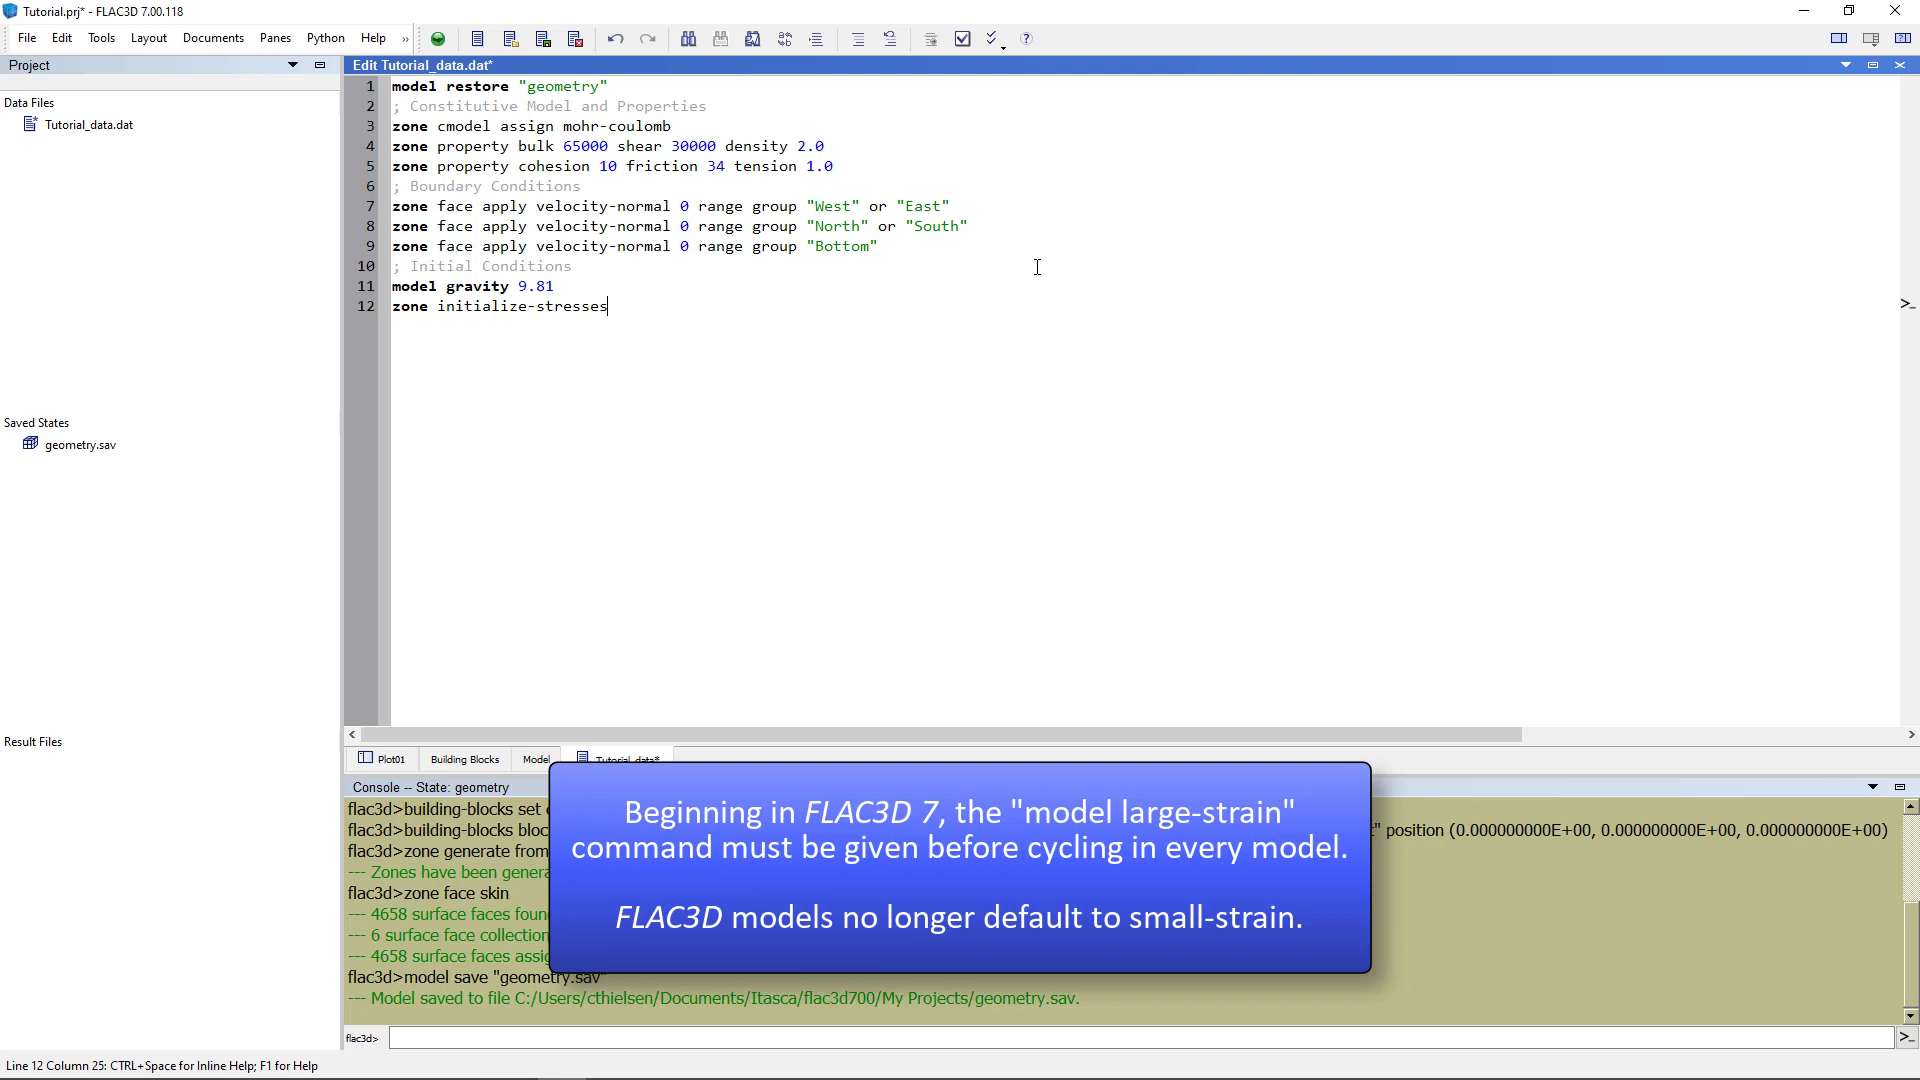 Tutorial.prj* - FLAC3D 7.00.118
File Edit Tools Layout Documents Panes Python Help »
Project
Edit Tutorial_data.dat*
Data Files
Tutorial_data.dat
Saved States
geometry.sav
Result Files
1 model restore "geometry"
2 ; Constitutive Model and Properties
3 zone cmodel assign mohr-coulomb
4 zone property bulk 65000 shear 30000 density 2.0
5 zone property cohesion 10 friction 34 tension 1.0
6 ; Boundary Conditions
7 zone face apply velocity-normal 0 range group "West" or "East"
8 zone face apply velocity-normal 0 range group "North" or "South"
9 zone face apply velocity-normal 0 range group "Bottom"
10 ; Initial Conditions
11 model gravity 9.81
12 zone initialize-stresses
Plot01 Building Blocks Model Tutorial_data*
Console -- State: geometry
flac3d>building-blocks set
flac3d>building-blocks bloc
" position (0.000000000E+00, 0.000000000E+00, 0.000000000E+00)
flac3d>zone generate from
--- Zones have been genera
flac3d>zone face skin
--- 4658 surface faces foun
--- 6 surface face collection
--- 4658 surface faces assig
flac3d>model save "geometry.sav"
--- Model saved to file C:/Users/cthielsen/Documents/Itasca/flac3d700/My Projects/geometry.sav.
Beginning in FLAC3D 7, the "model large-strain"
command must be given before cycling in every model.
FLAC3D models no longer default to small-strain.
flac3d>
Line 12 Column 25: CTRL+Space for Inline Help; F1 for Help